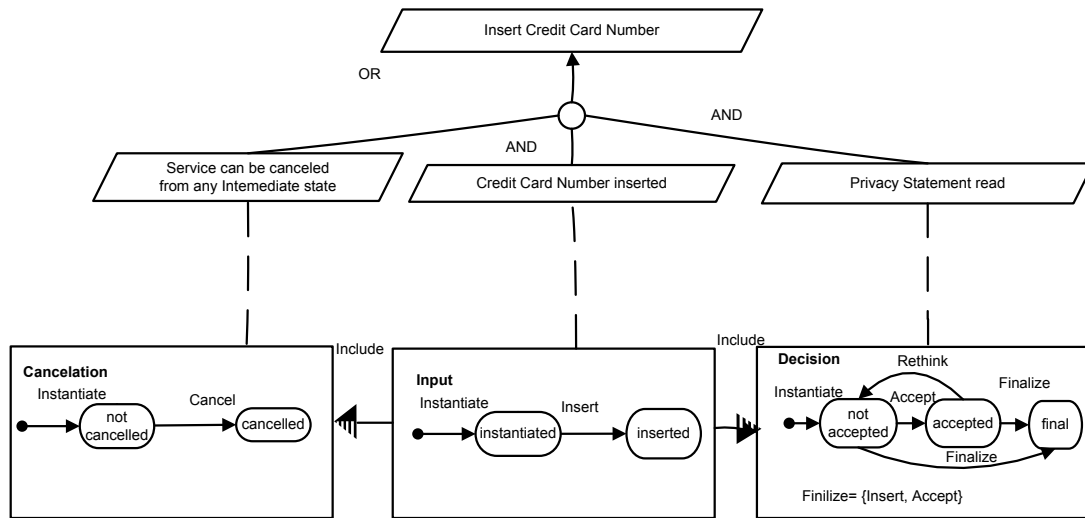 Insert Credit Card Number
OR
AND
AND
Service can be canceled
from any Intemediate state
Credit Card Number inserted
Privacy Statement read
Include
Include
Cancelation
Instantiate
Cancel
not
cancelled
cancelled
Input
Instantiate
Insert
instantiated
inserted
Decision
Rethink
Instantiate
Accept
Finalize
not
accepted
accepted
final
Finalize
Finilize= {Insert, Accept}